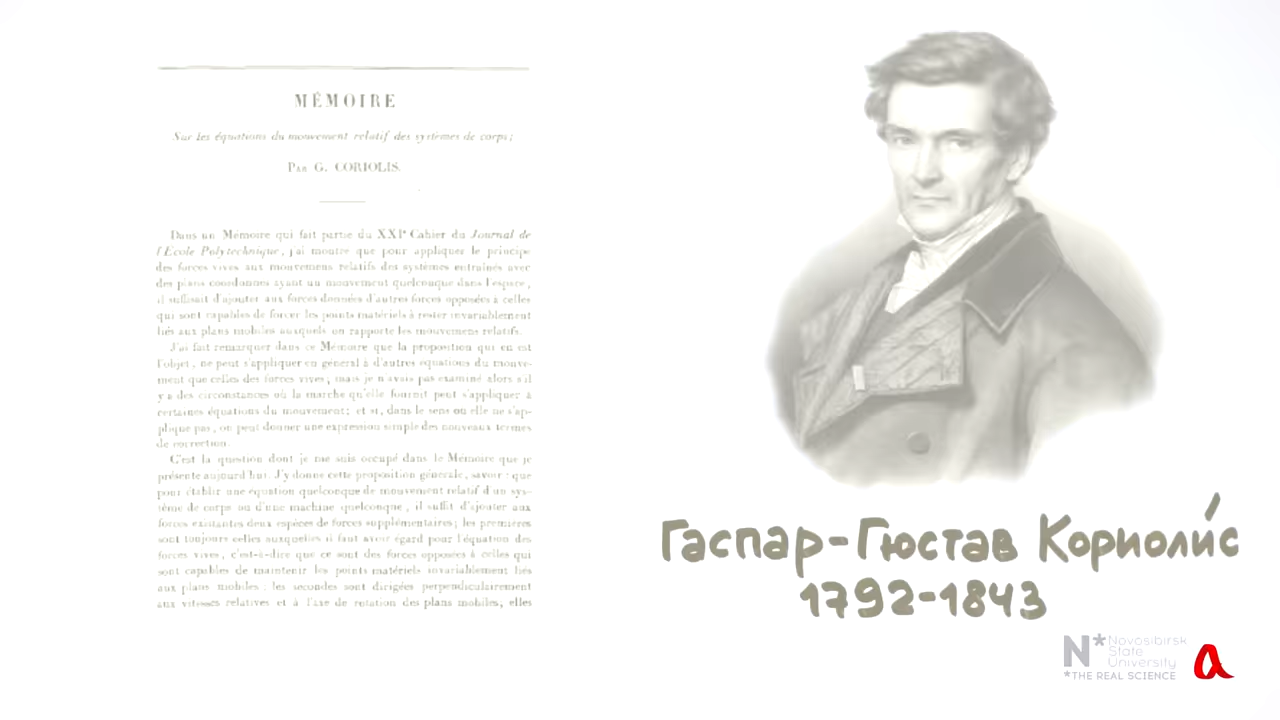 MÉMOIRE
Sur les équations du mouvement relatif des systèmes de corps;
PAR G. CORIOLIS.
Dans un Mémoire qui fait partie du XXIe Cahier du Journal de
l'École Polytechnique, j'ai montré que pour appliquer le principe
des forces vives aux mouvemens relatifs des systèmes entraînés avec
des plans coordonnés ayant un mouvement quelconque dans l'espace,
il suffisait d'ajouter aux forces données d'autres forces opposées à celles
qui sont capables de forcer les points matériels à rester invariablement
liés aux plans mobiles auxquels on rapporte les mouvemens relatifs.
J'ai fait remarquer dans ce Mémoire que la proposition qui en est
l'objet, ne peut s'appliquer en général à d'autres équations du mouve-
ment que celles des forces vives; mais je n'avais pas examiné alors s'il
y a des circonstances où la marche qu'elle fournit peut s'appliquer à
certaines équations du mouvement; et si, dans le sens où elle ne s'ap-
plique pas, on peut donner une expression simple des nouveaux termes
de correction.
C'est la question dont je me suis occupé dans le Mémoire que je
présente aujourd'hui. J'y donne cette proposition générale, savoir: que
pour établir une équation quelconque de mouvement relatif d'un sys-
tème de corps ou d'une machine quelconque, il suffit d'ajouter aux
forces existantes deux espèces de forces supplémentaires; les premières
sont toujours celles auxquelles il faut avoir égard pour l'équation des
forces vives, c'est-à-dire que ce sont des forces opposées à celles qui
sont capables de maintenir les points matériels invariablement liés
aux plans mobiles: les secondes sont dirigées perpendiculairement
aux vitesses relatives et à l'axe de rotation des plans mobiles; elles
Гаспар-Гюстав Кориоли́с
1792-1843
N* Novosibirsk
State
University
*THE REAL SCIENCE
a